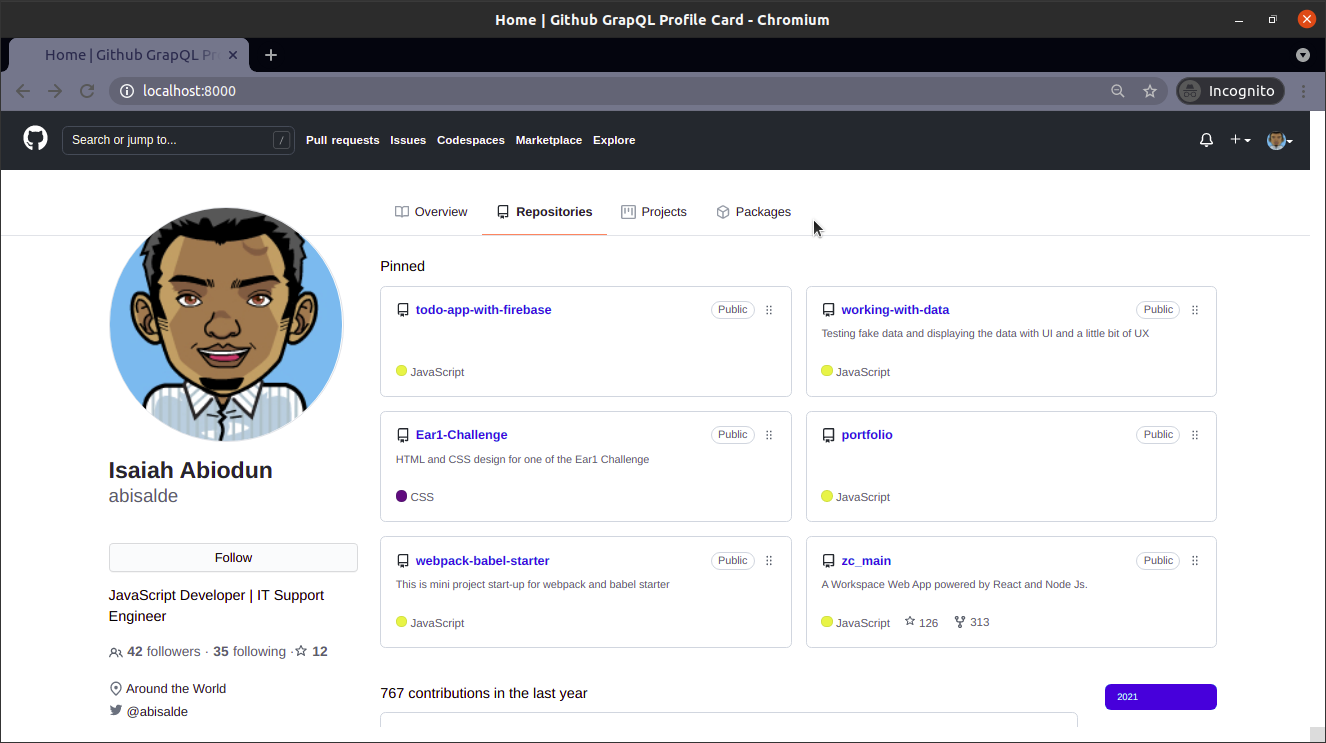 Home | Github GrapQL Profile Card - Chromium
Home | Github GrapQL Pr
localhost:8000
Incognito
Search or jump to... /
Pull requests Issues Codespaces Marketplace Explore
Overview Repositories Projects Packages
Isaiah Abiodun
abisalde
Follow
JavaScript Developer | IT Support
Engineer
42 followers · 35 following · 12
Around the World
@abisalde
Pinned
todo-app-with-firebase Public
JavaScript
working-with-data Public
Testing fake data and displaying the data with UI and a little bit of UX
JavaScript
Ear1-Challenge Public
HTML and CSS design for one of the Ear1 Challenge
CSS
portfolio Public
JavaScript
webpack-babel-starter Public
This is mini project start-up for webpack and babel starter
JavaScript
zc_main Public
A Workspace Web App powered by React and Node Js.
JavaScript 126 313
767 contributions in the last year
2021